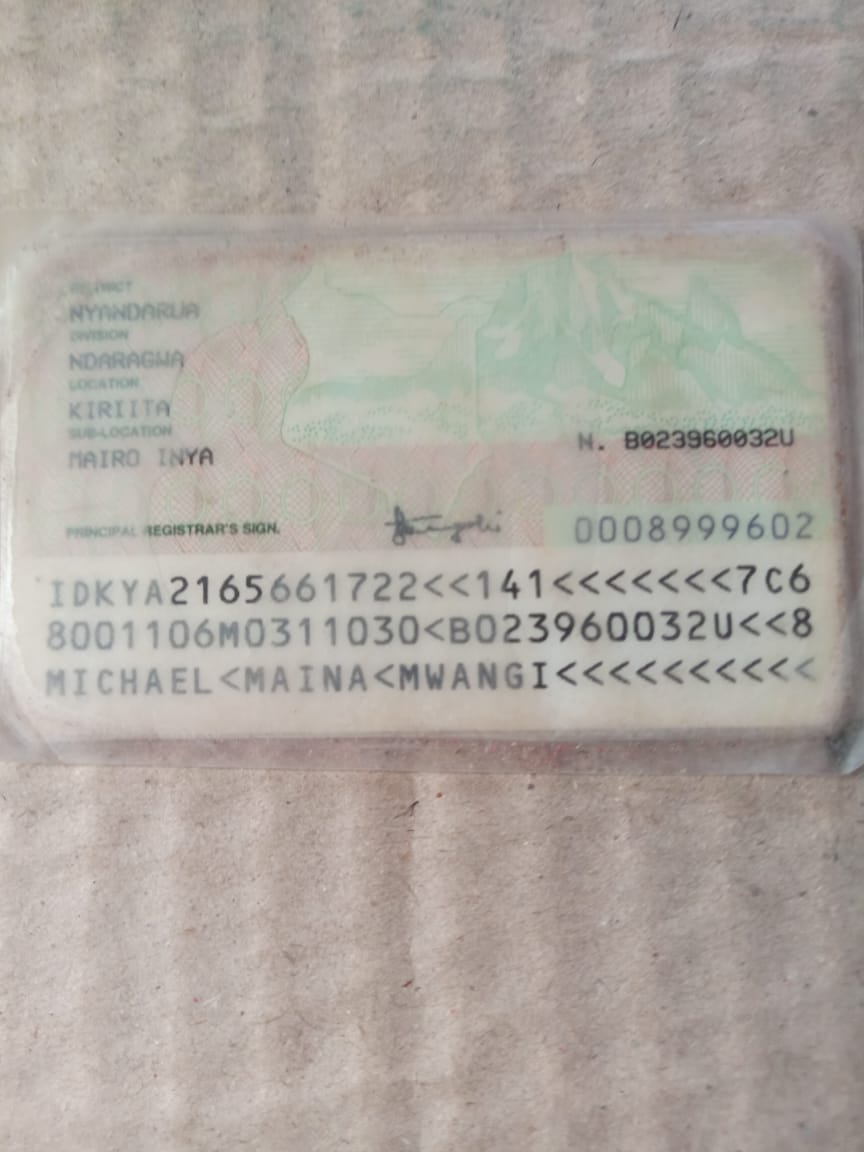 DISTRICT
NYANDARUA
DIVISION
NDARAGWA
LOCATION
KIRIITA
SUB-LOCATION
MAIRO INYA
N. B023960032U
PRINCIPAL REGISTRAR'S SIGN.
0008999602
IDKYA2165661722<<141<<<<<<<7C6
8001106M0311030<B023960032U<<8
MICHAEL<MAINA<MWANGI<<<<<<<<<<